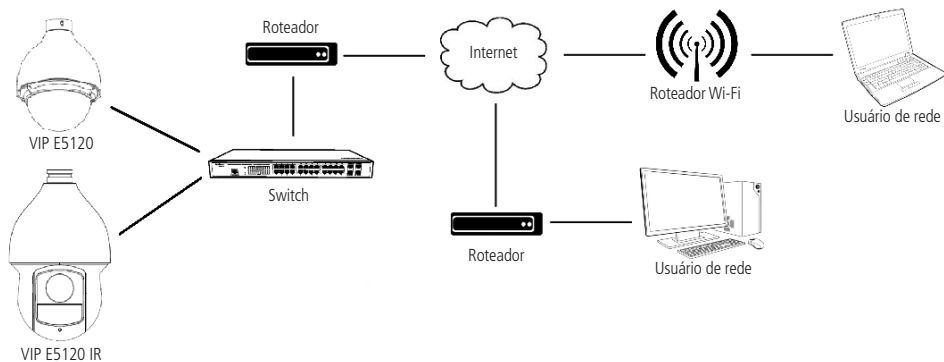 Roteador
Internet
Roteador Wi-Fi
Usuário de rede
VIP E5120
Switch
Roteador
Usuário de rede
VIP E5120 IR